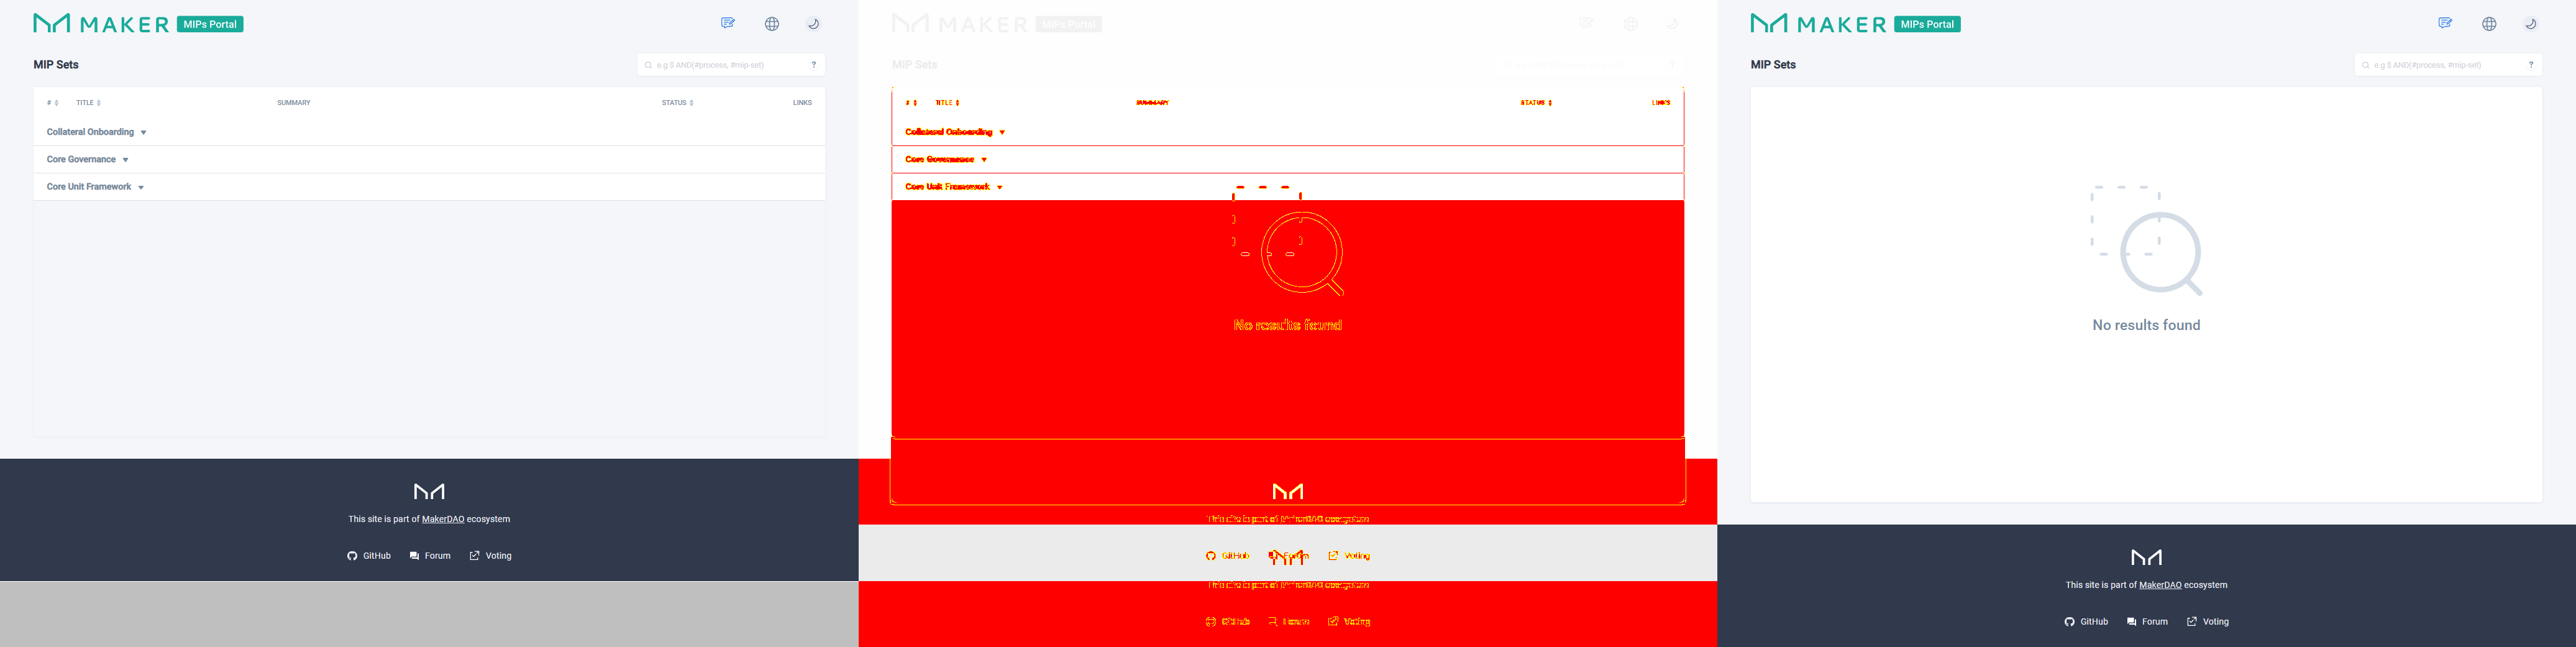 MAKER MIPs Portal
MIP Sets
e.g $ AND(#process, #mip-set) ?
# TITLE SUMMARY STATUS LINKS
Collateral Onboarding
Core Governance
Core Unit Framework
This site is part of MakerDAO ecosystem
GitHub Forum Voting
MAKER MIPs Portal
MIP Sets
# TITLE SUMMARY STATUS LINKS
Collateral Onboarding
Core Governance
Core Unit Framework
No results found
This site is part of MakerDAO ecosystem
GitHub Forum Voting
This site is part of MakerDAO ecosystem
GitHub Forum Voting
MAKER MIPs Portal
MIP Sets
e.g $ AND(#process, #mip-set) ?
No results found
This site is part of MakerDAO ecosystem
GitHub Forum Voting